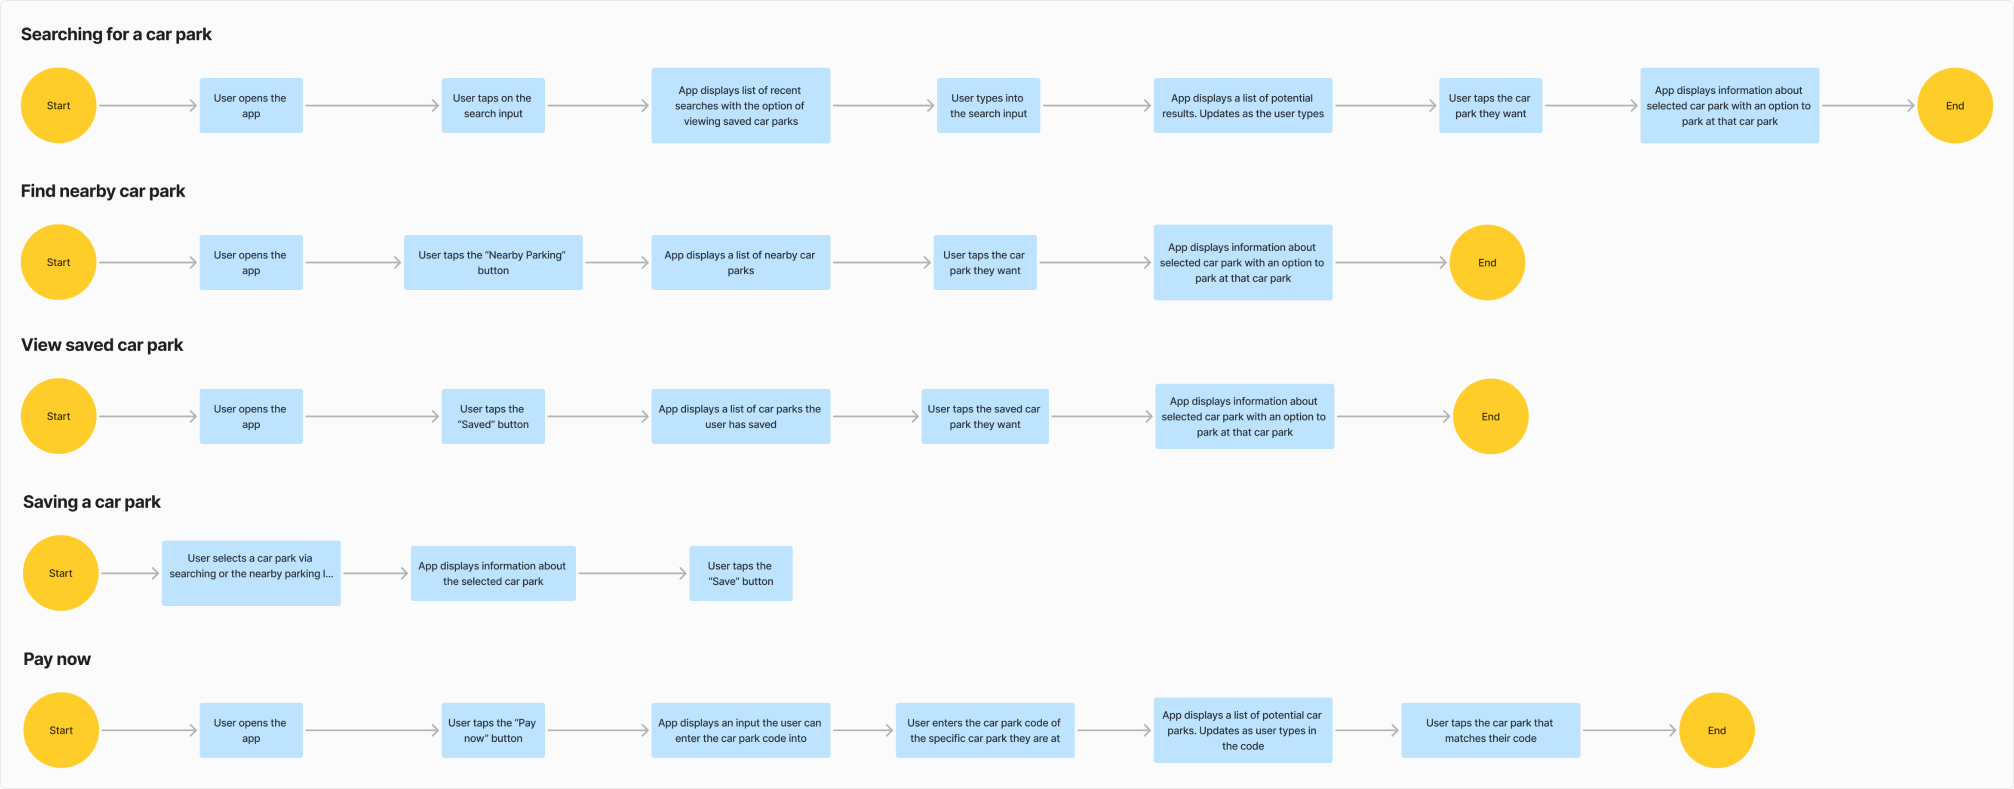 Searching for a car park
Start
User opens the
app
User taps on the
search input
App displays list of recent
searches with the option of
viewing saved car parks
User types into
the search input
App displays a list of potential
results. Updates as the user types
User taps the car
park they want
App displays information about
selected car park with an option to
park at that car park
End
Find nearby car park
Start
User opens the
app
User taps the “Nearby Parking”
button
App displays a list of nearby car
parks
User taps the car
park they want
App displays information about
selected car park with an option to
park at that car park
End
View saved car park
Start
User opens the
app
User taps the
“Saved” button
App displays a list of car parks the
user has saved
User taps the saved car
park they want
App displays information about
selected car park with an option to
park at that car park
End
Saving a car park
Start
User selects a car park via
searching or the nearby parking l...
App displays information about
the selected car park
User taps the
“Save” button
Pay now
Start
User opens the
app
User taps the “Pay
now” button
App displays an input the user can
enter the car park code into
User enters the car park code of
the specific car park they are at
App displays a list of potential car
parks. Updates as user types in
the code
User taps the car park that
matches their code
End